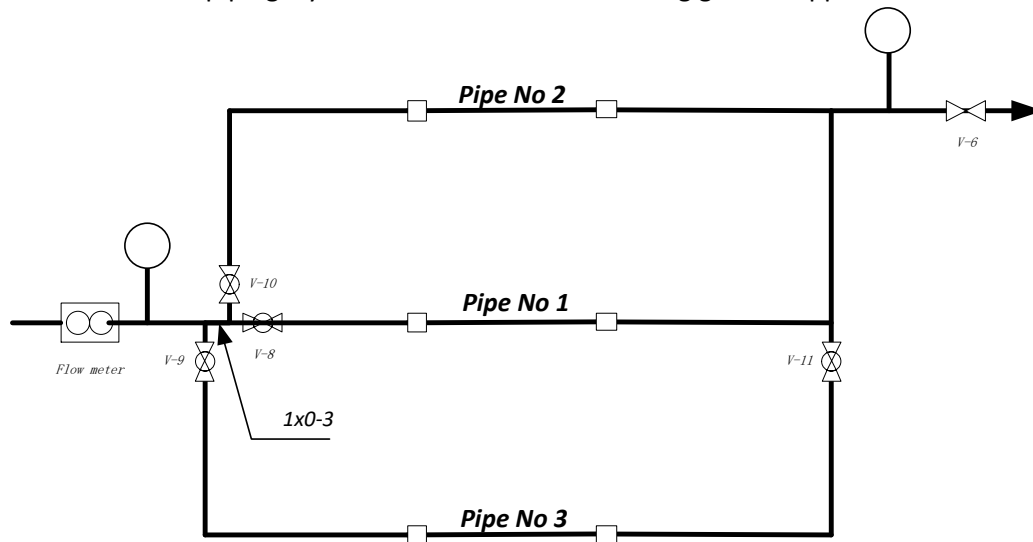 Pipe No 2
V-6
V-10
Pipe No 1
V-9
V-8
V-11
Flow meter
1x0-3
Pipe No 3